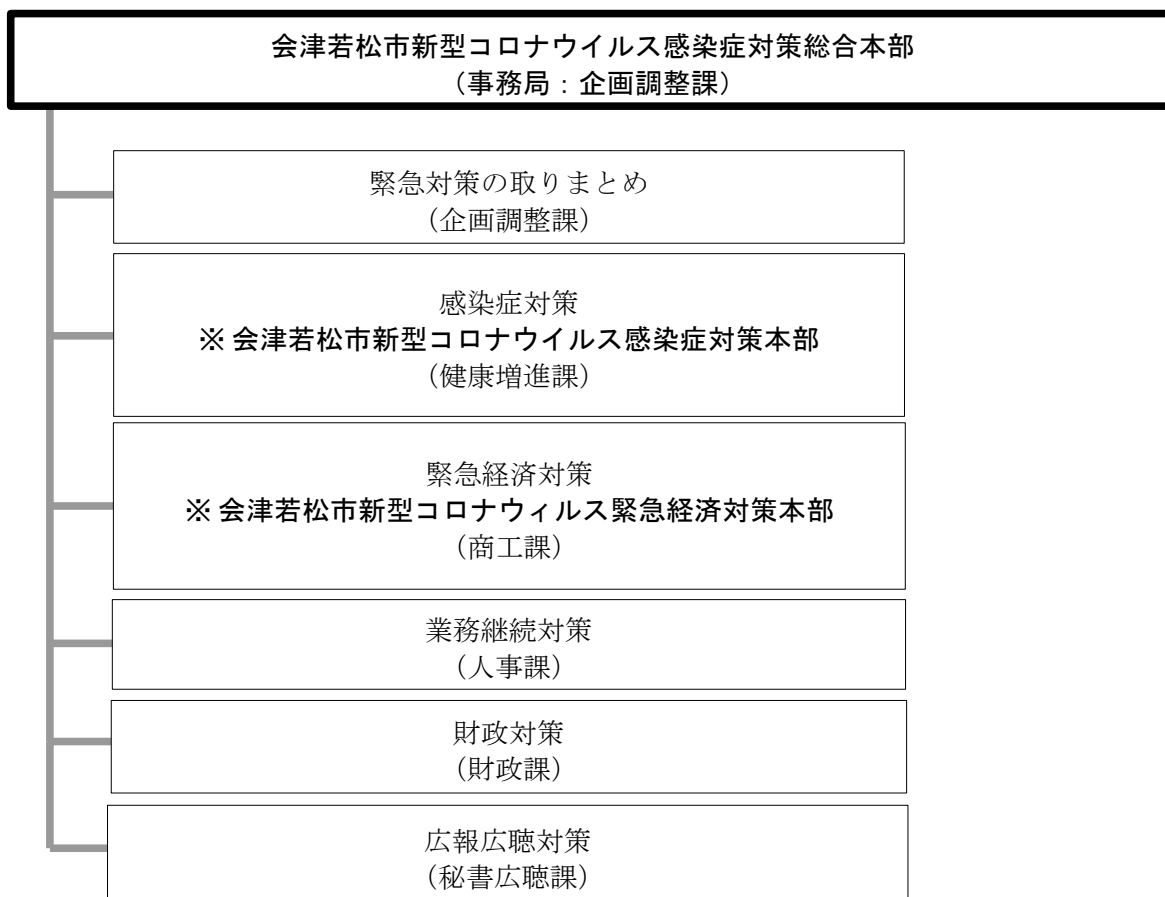 会津若松市新型コロナウイルス感染症対策総合本部
（事務局：企画調整課）
緊急対策の取りまとめ
（企画調整課）
感染症対策
※会津若松市新型コロナウイルス感染症対策本部
（健康増進課）
緊急経済対策
※会津若松市新型コロナウィルス緊急経済対策本部
（商工課）
業務継続対策
（人事課）
財政対策
（財政課）
広報広聴対策
（秘書広聴課）